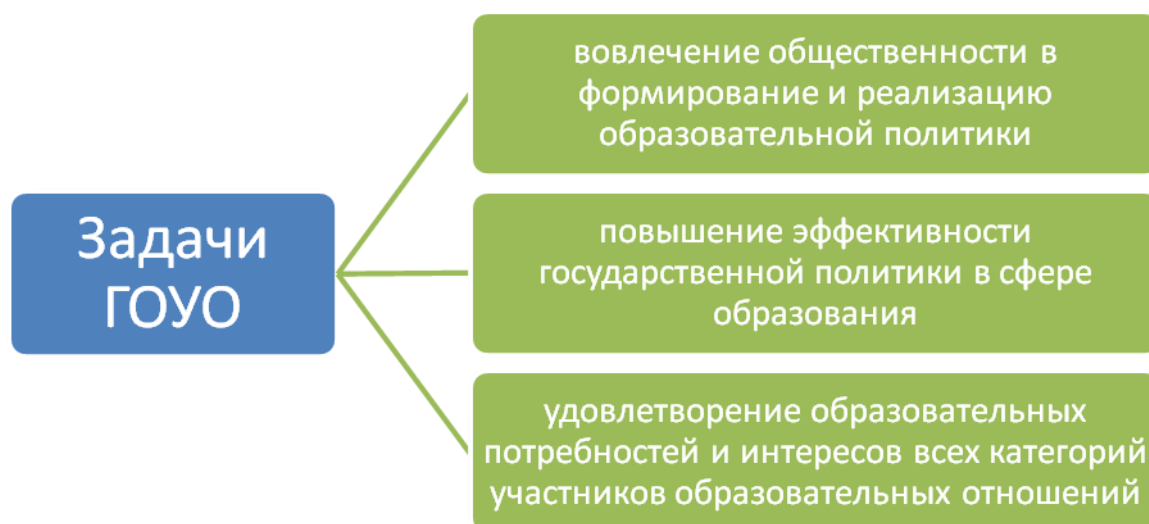 Задачи
ГОУО
вовлечение общественности в
формирование и реализацию
образовательной политики
повышение эффективности
государственной политики в сфере
образования
удовлетворение образовательных
потребностей и интересов всех категорий
участников образовательных отношений